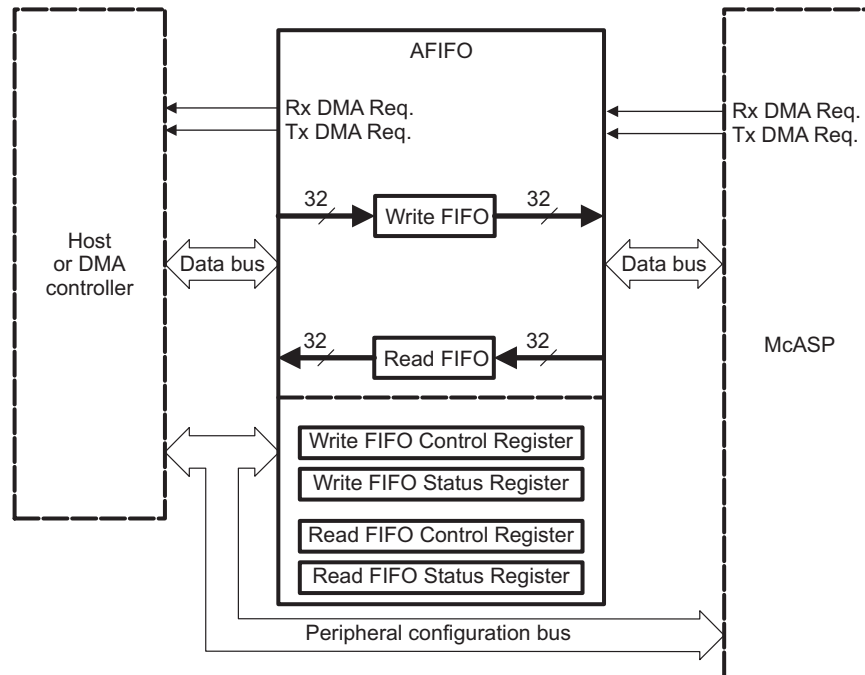 AFIFO
Rx DMA Req.
Tx DMA Req.
Rx DMA Req.
Tx DMA Req.
32
Write FIFO
32
Host
or DMA
controller
Data bus
Data bus
32
Read FIFO
32
McASP
Write FIFO Control Register
Write FIFO Status Register
Read FIFO Control Register
Read FIFO Status Register
Peripheral configuration bus